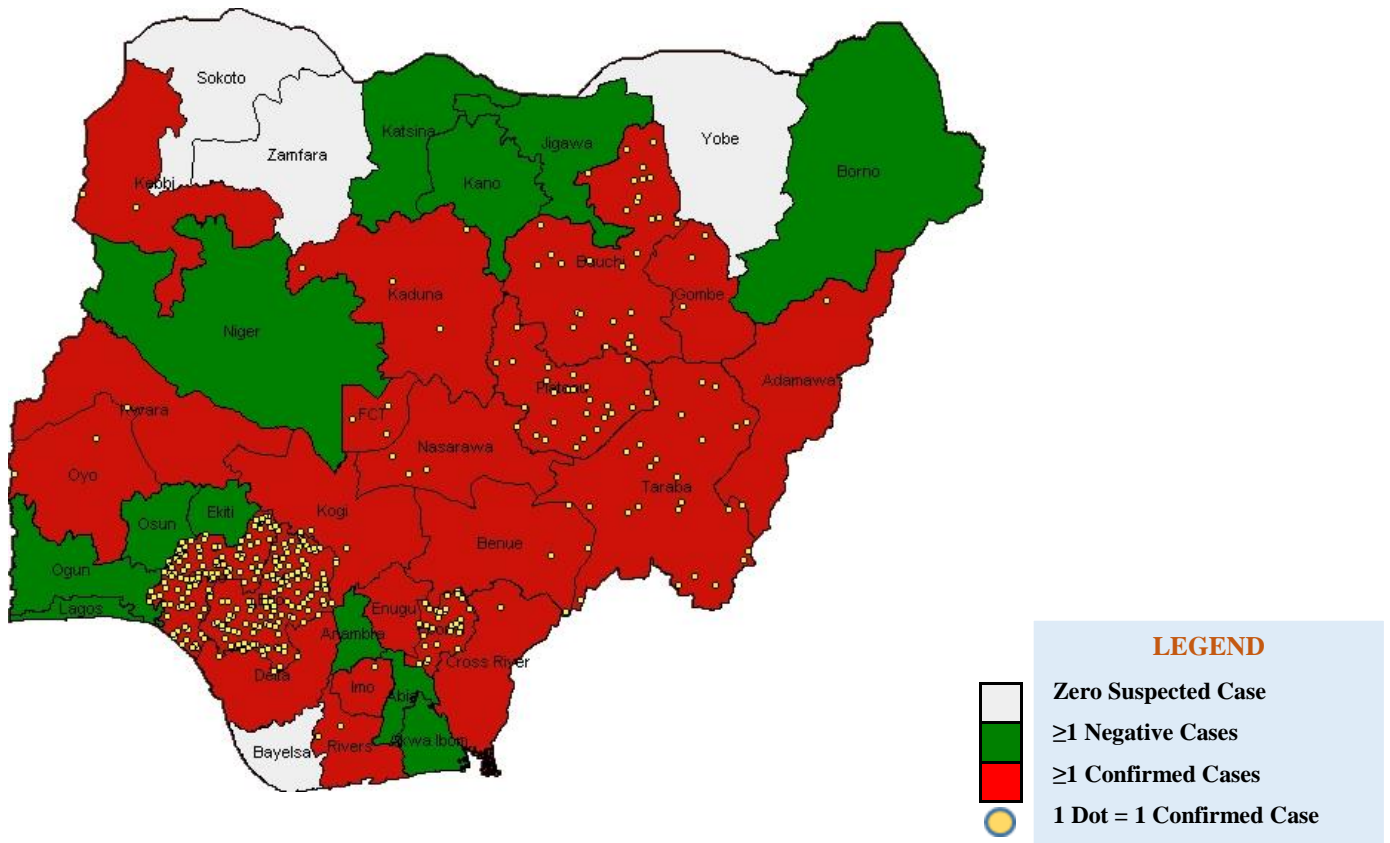 Sokoto
Katsina
Jigawa
Yobe
Zamfara
Borno
Kebbi
Kano
Bauchi
Kaduna
Gombe
Niger
Adamawa
Plateau
Kwara
FCT
Nasarawa
Oyo
Taraba
Kogi
Ekiti
Osun
Benue
Ogun
Lagos
Enugu
Anambra
Cross River
Delta
Imo
Abia
Rivers
Akwa Ibom
Bayelsa
LEGEND
Zero Suspected Case
≥1 Negative Cases
≥1 Confirmed Cases
1 Dot = 1 Confirmed Case